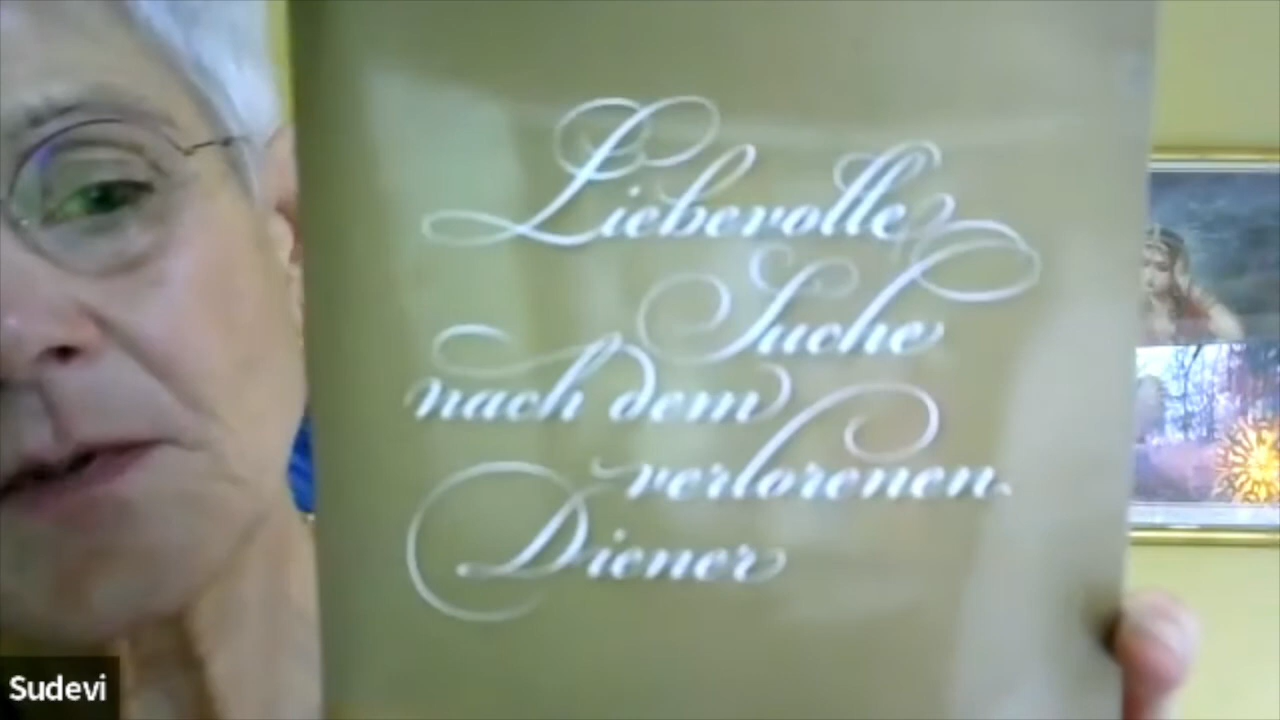 Liebevolle
Suche
nach dem
verlorenen
Diener
Sudevi